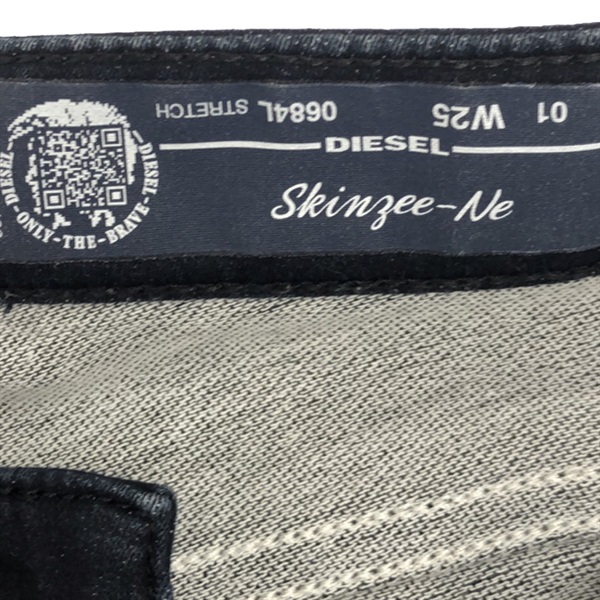 01 W25 0684L STRETCH
DIESEL
Skinzee-Ne
DIESEL -ONLY-THE-BRAVE- DIESEL